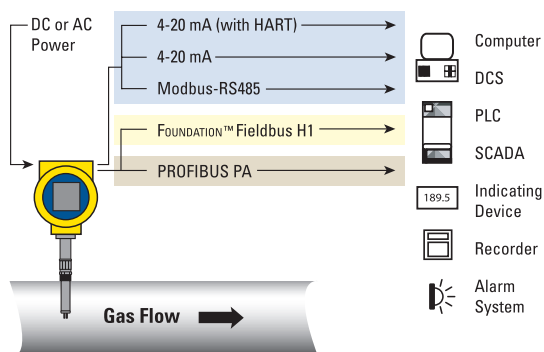 DC or AC
Power
4-20 mA (with HART)
4-20 mA
Modbus-RS485
FOUNDATION™ Fieldbus H1
PROFIBUS PA
Computer
DCS
PLC
SCADA
189.5
Indicating
Device
Recorder
Alarm
System
Gas Flow